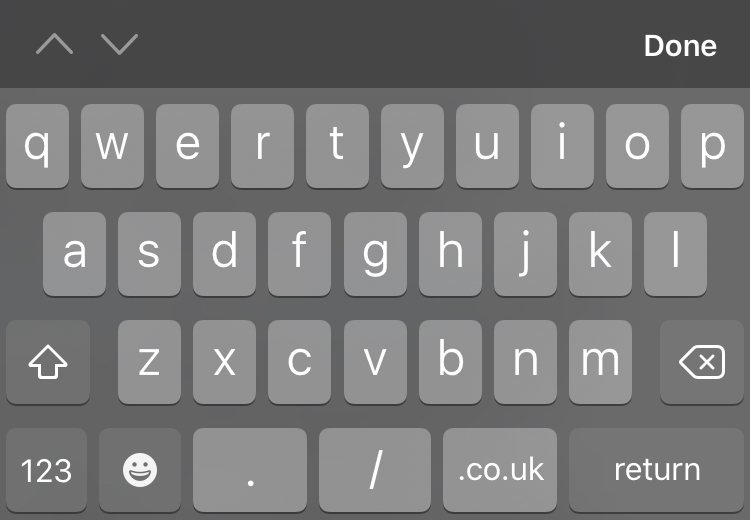 Done
q w e r t y u i o p
a s d f g h j k l
z x c v b n m
123 . / .co.uk return